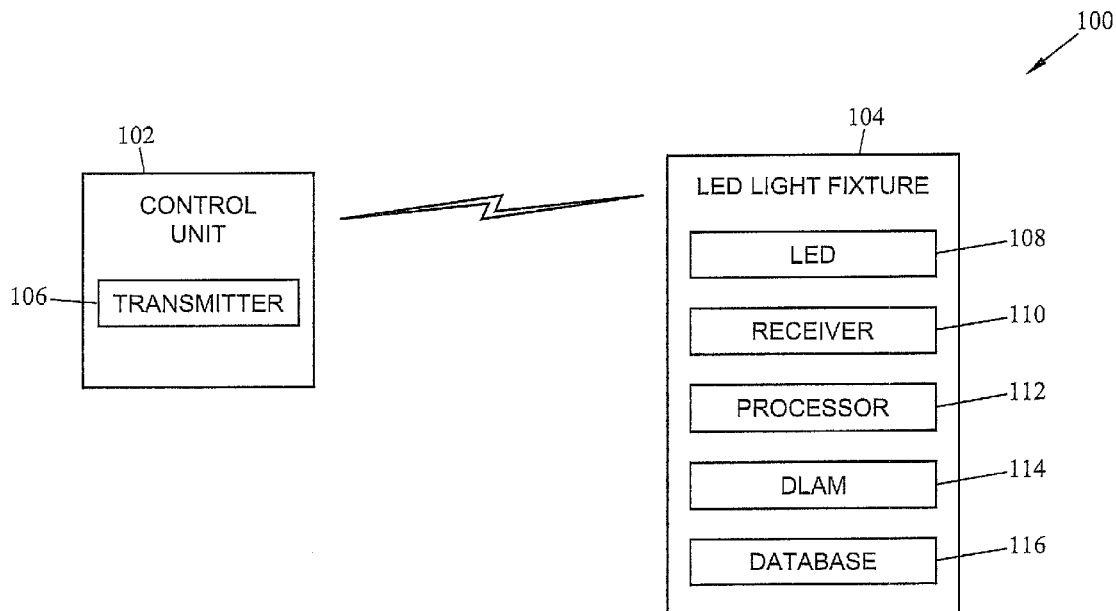 100
102
104
CONTROL
UNIT
LED LIGHT FIXTURE
LED
108
106
TRANSMITTER
RECEIVER
110
PROCESSOR
112
DLAM
114
DATABASE
116